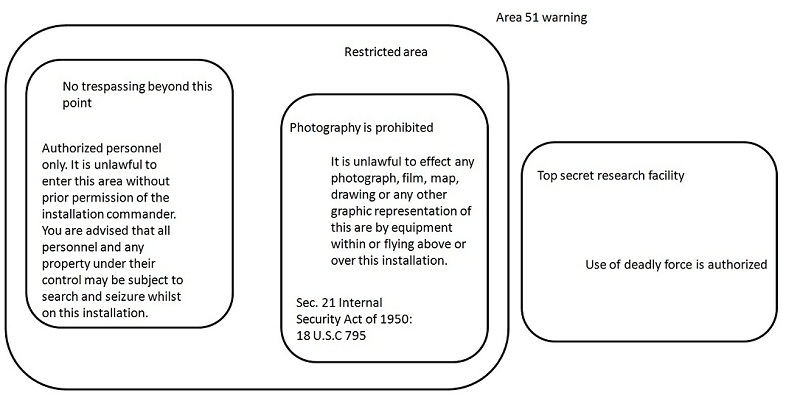 Area 51 warning
Restricted area
No trespassing beyond this
point
Authorized personnel
only. It is unlawful to
enter this area without
prior permission of the
installation commander.
You are advised that all
personnel and any
property under their
control may be subject to
search and seizure whilst
on this installation.
Photography is prohibited
It is unlawful to effect any
photograph, film, map,
drawing or any other
graphic representation of
this are by equipment
within or flying above or
over this installation.
Sec. 21 Internal
Security Act of 1950:
18 U.S.C 795
Top secret research facility
Use of deadly force is authorized